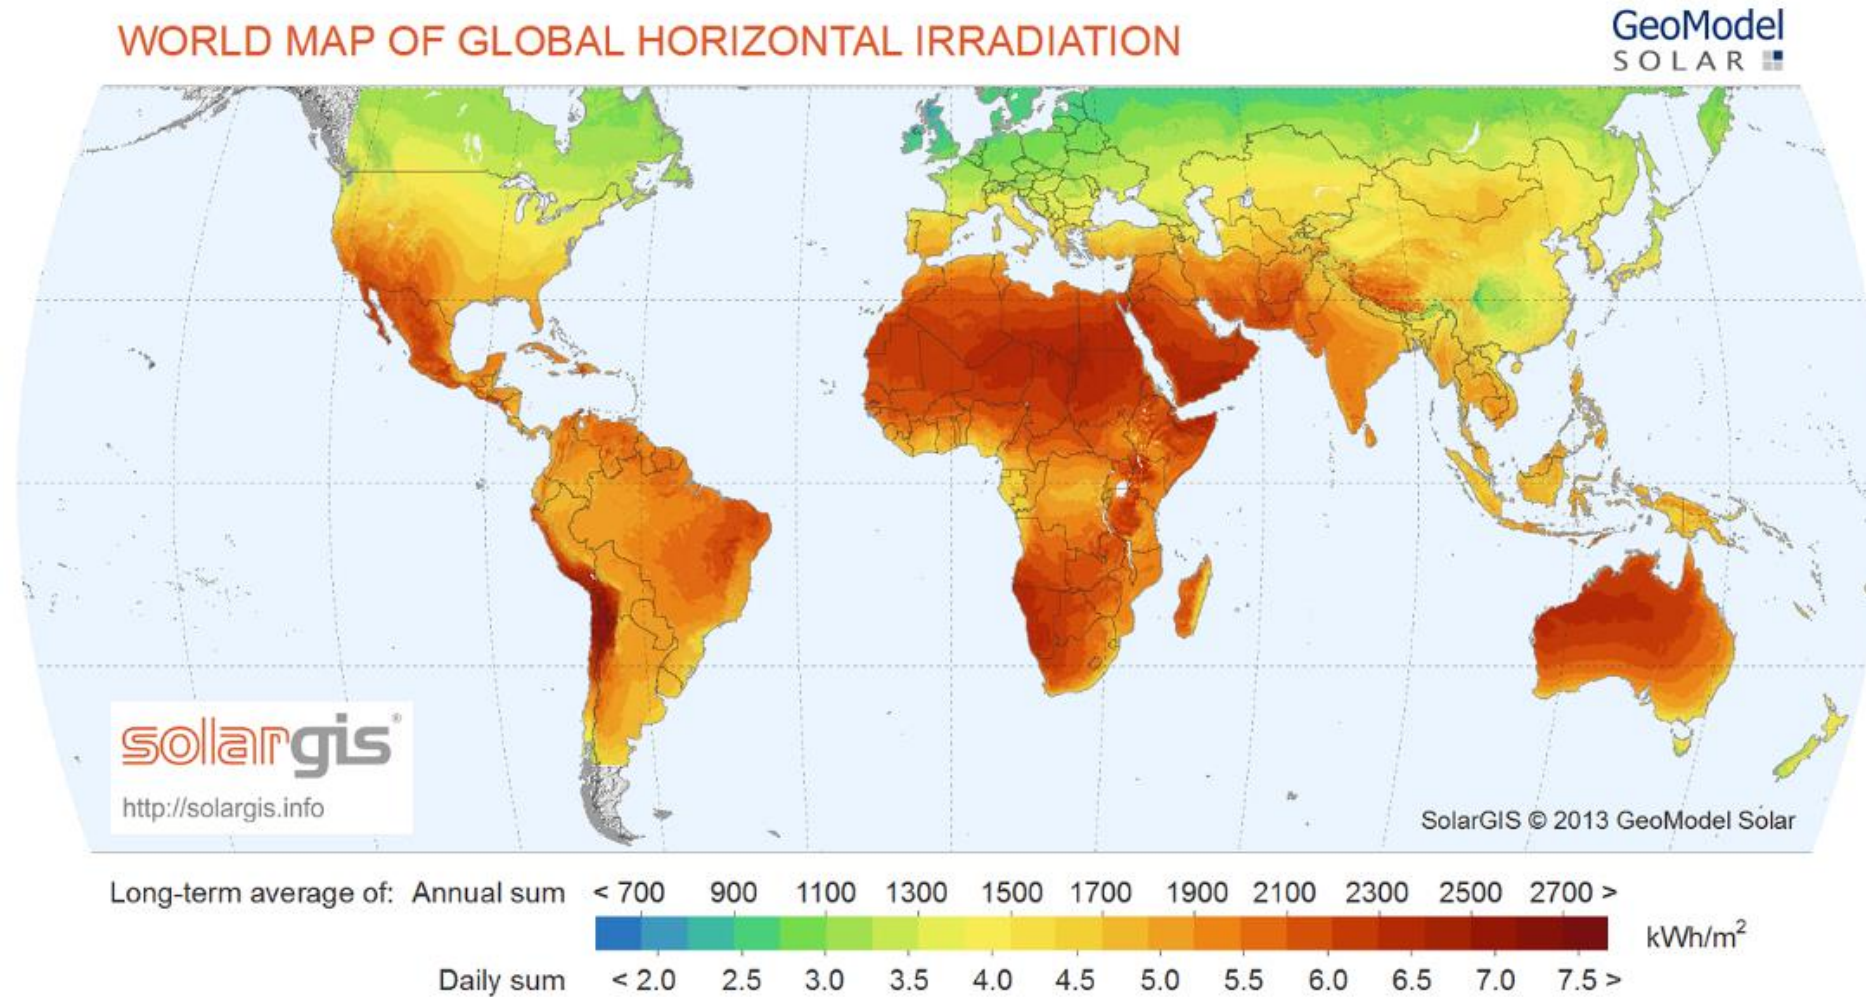 WORLD MAP OF GLOBAL HORIZONTAL IRRADIATION
GeoModel
SOLAR
solargis®
http://solargis.info
SolarGIS © 2013 GeoModel Solar
Long-term average of: Annual sum < 700 900 1100 1300 1500 1700 1900 2100 2300 2500 2700 >
kWh/m²
Daily sum < 2.0 2.5 3.0 3.5 4.0 4.5 5.0 5.5 6.0 6.5 7.0 7.5 >